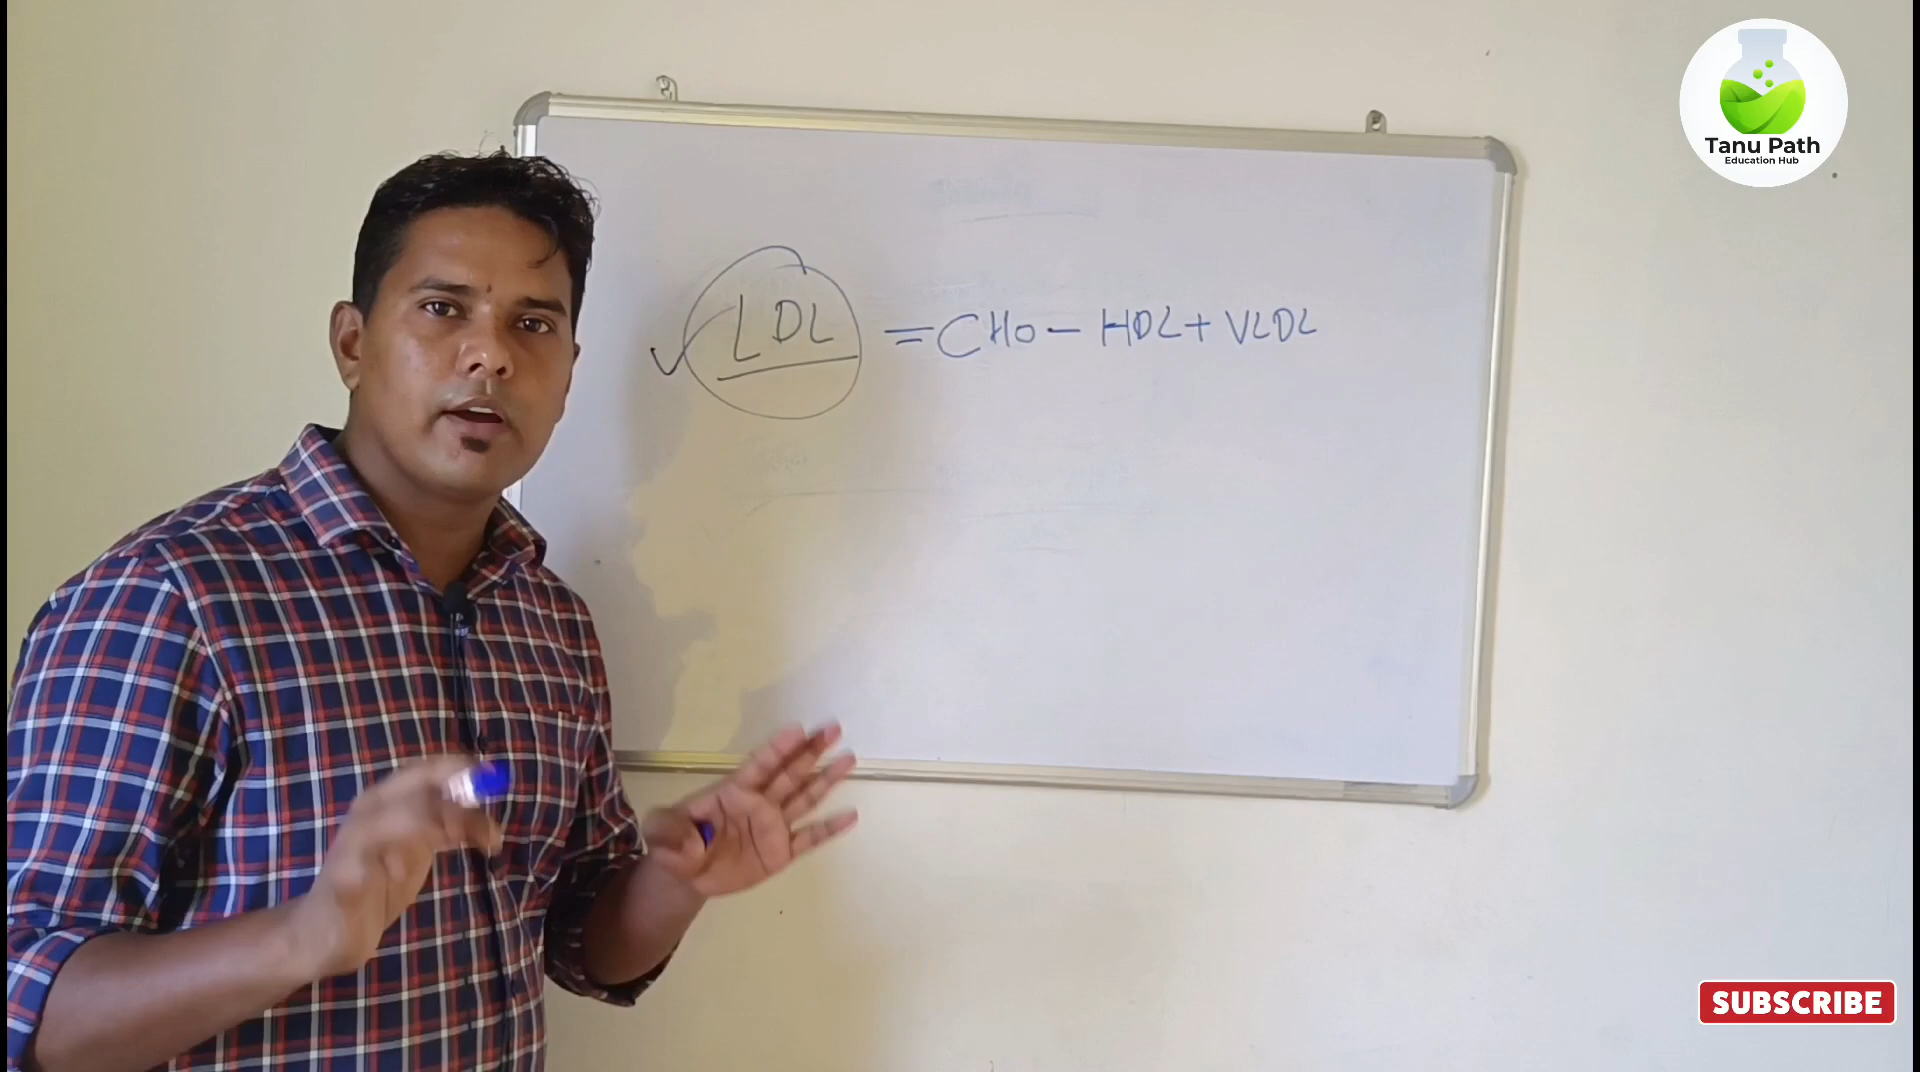 Tanu Path
Education Hub
LDL = CHO - HDL + VLDL
SUBSCRIBE